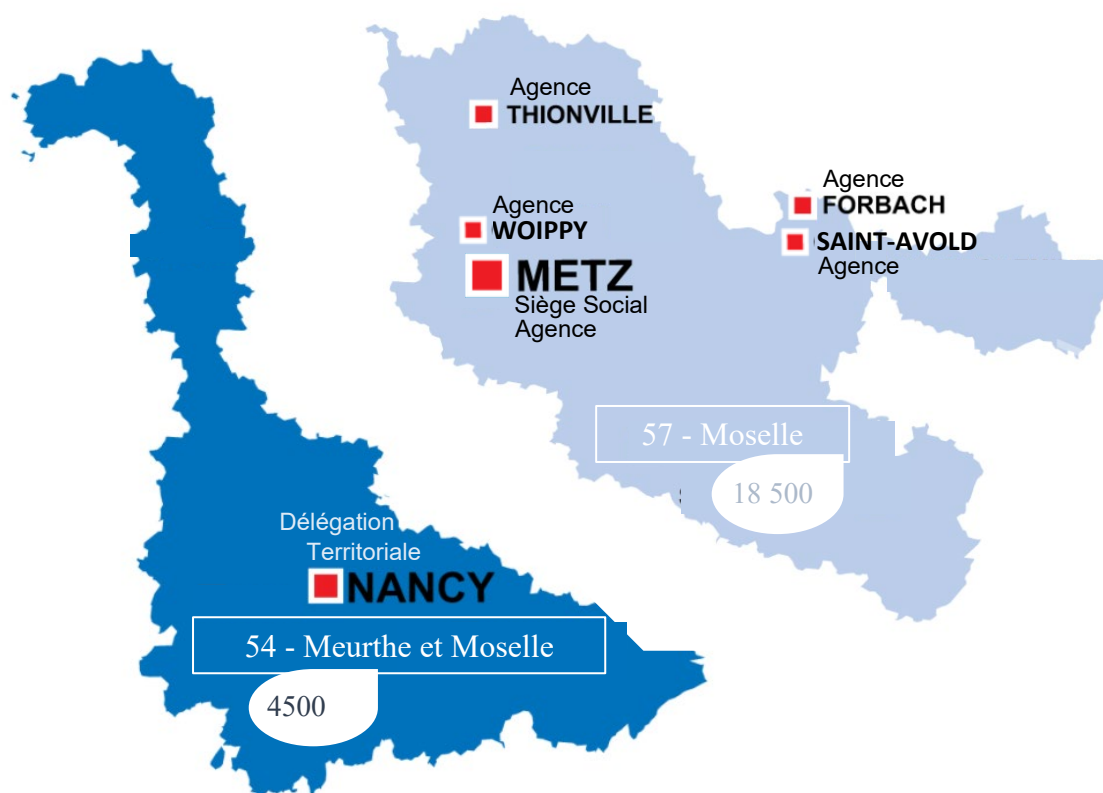 Agence
THIONVILLE
Agence
FORBACH
Agence
WOIPPY
SAINT-AVOLD
Agence
METZ
Siège Social
Agence
57 - Moselle
18 500
Délégation
Territoriale
NANCY
54 - Meurthe et Moselle
4500